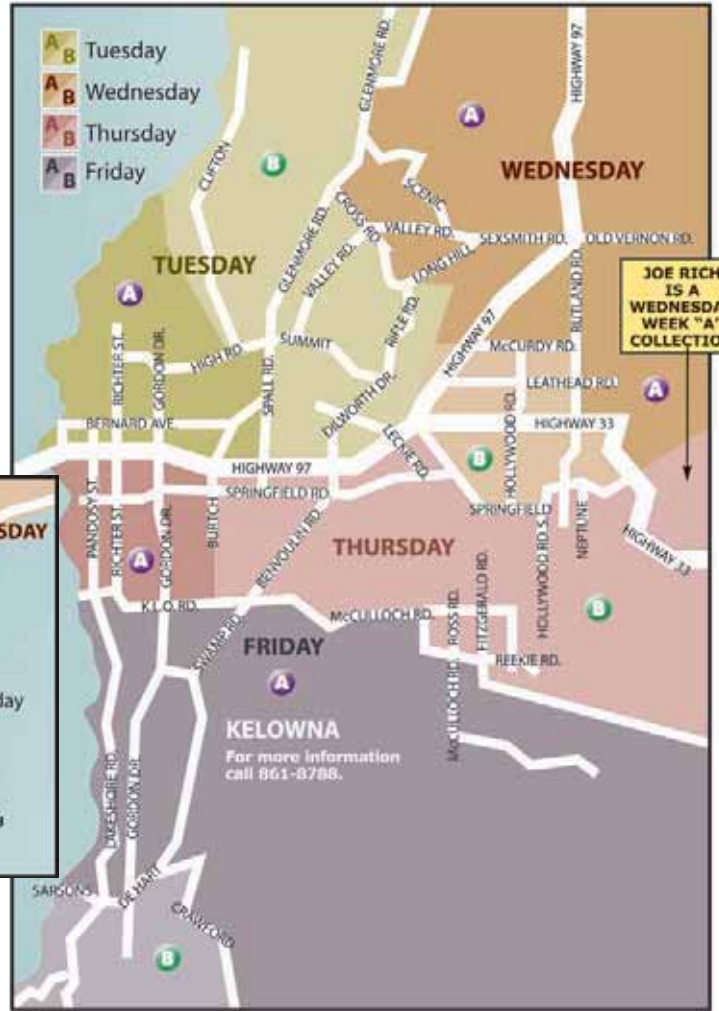 A B Tuesday
A B Wednesday
A B Thursday
A B Friday
GLENMORE RD.
HIGHWAY 97
A
CLIFTON
B
WEDNESDAY
SCENIC
CROSS RD.
VALLEY RD.
SEXSMITH RD.
OLD VERNON RD.
GLENMORE RD.
VALLEY RD.
LONG HILL
TUESDAY
A
JOE RICH
IS A
WEDNESDA
WEEK "A"
COLLECTIO
RUTLAND RD.
RIFLE RD.
HIGHWAY 97
RICHTER ST.
GORDON DR.
HIGH RD.
SUMMIT
SPALL RD.
McCURDY RD.
LEATHEAD RD.
A
DILWORTH DR.
HOLLYWOOD RD.
BERNARD AVE.
HIGHWAY 33
LECKIE RD.
B
HIGHWAY 97
SPRINGFIELD RD.
SPRINGFIELD
PANDOSY ST.
RICHTER ST.
GORDON DR.
BURTCH
BENVOULIN RD.
SDAY
THURSDAY
NEPTUNE
HIGHWAY 33
HOLLYWOOD RD S.
A
K.L.O. RD.
McCULLOCH RD.
ROSS RD.
FITZGERALD RD.
B
SWAMP RD.
FRIDAY
REEKIE RD.
A
McCULLOCH RD.
day
KELOWNA
For more information
call 861-8788.
LAKESHORE RD.
GORDON DR.
SARSONS
DE HART
CRAWFORD
B